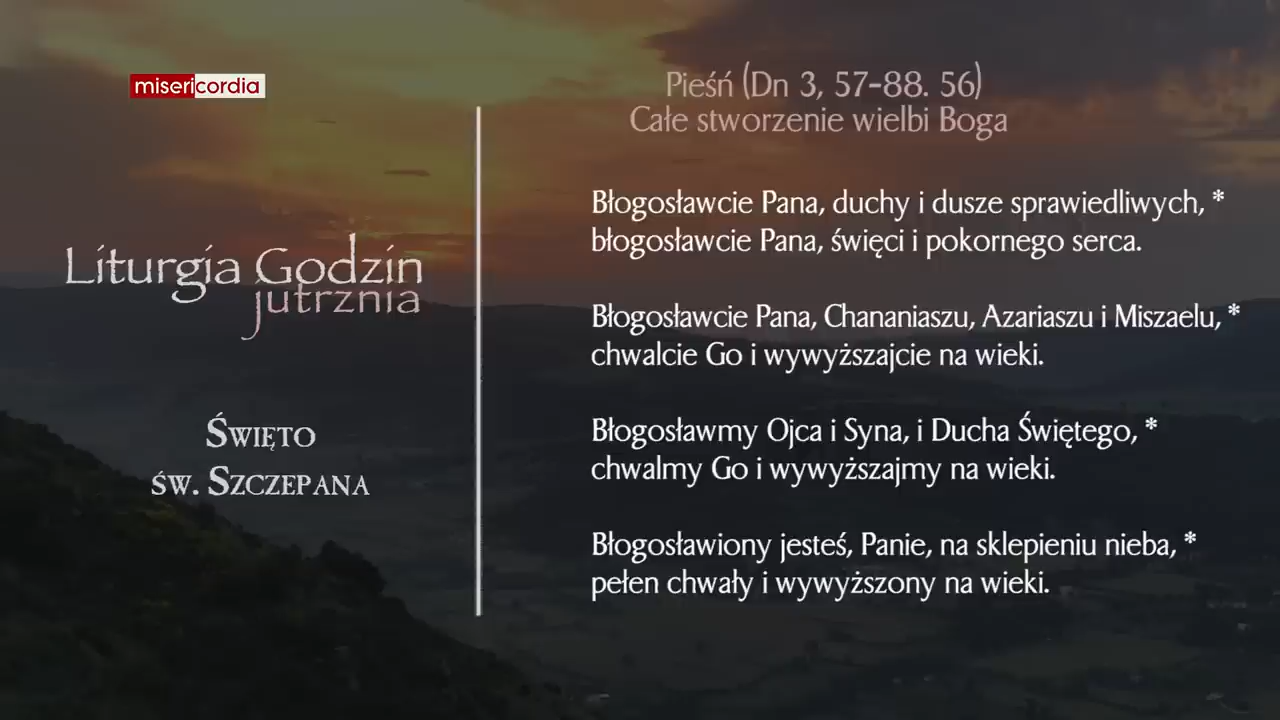 misericordia
Liturgia Godzin
jutrznia
Święto
św. Szczepana
Pieśń (Dn 3, 57-88. 56)
Całe stworzenie wielbi Boga
Błogosławcie Pana, duchy i dusze sprawiedliwych, *
błogosławcie Pana, święci i pokornego serca.
Błogosławcie Pana, Chananiaszu, Azariaszu i Miszaelu, *
chwalcie Go i wywyższajcie na wieki.
Błogosławmy Ojca i Syna, i Ducha Świętego, *
chwalmy Go i wywyższajmy na wieki.
Błogosławiony jesteś, Panie, na sklepieniu nieba, *
pełen chwały i wywyższony na wieki.